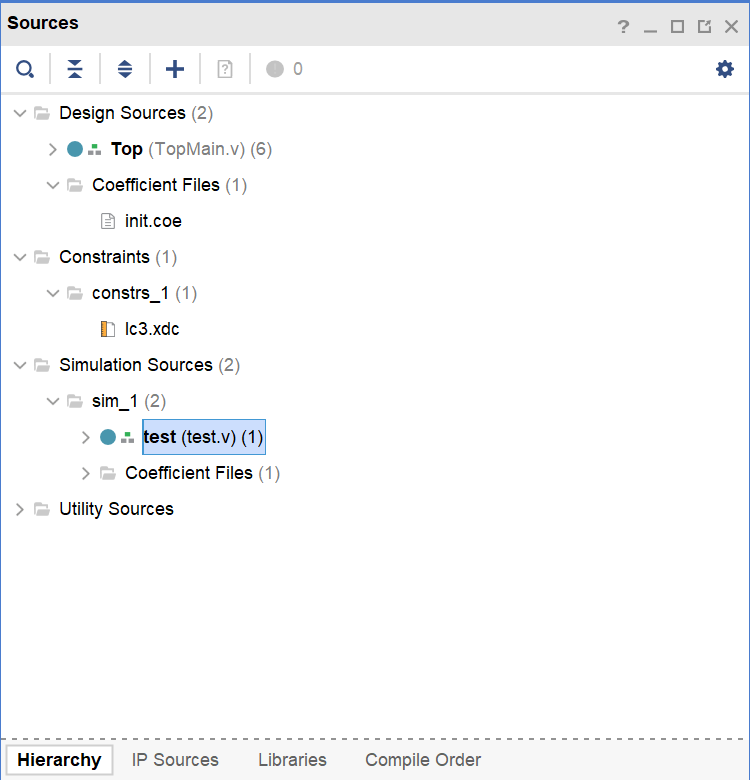 Sources
? 0
Design Sources (2)
Top (TopMain.v) (6)
Coefficient Files (1)
init.coe
Constraints (1)
constrs_1 (1)
lc3.xdc
Simulation Sources (2)
sim_1 (2)
test (test.v) (1)
Coefficient Files (1)
Utility Sources
Hierarchy IP Sources Libraries Compile Order